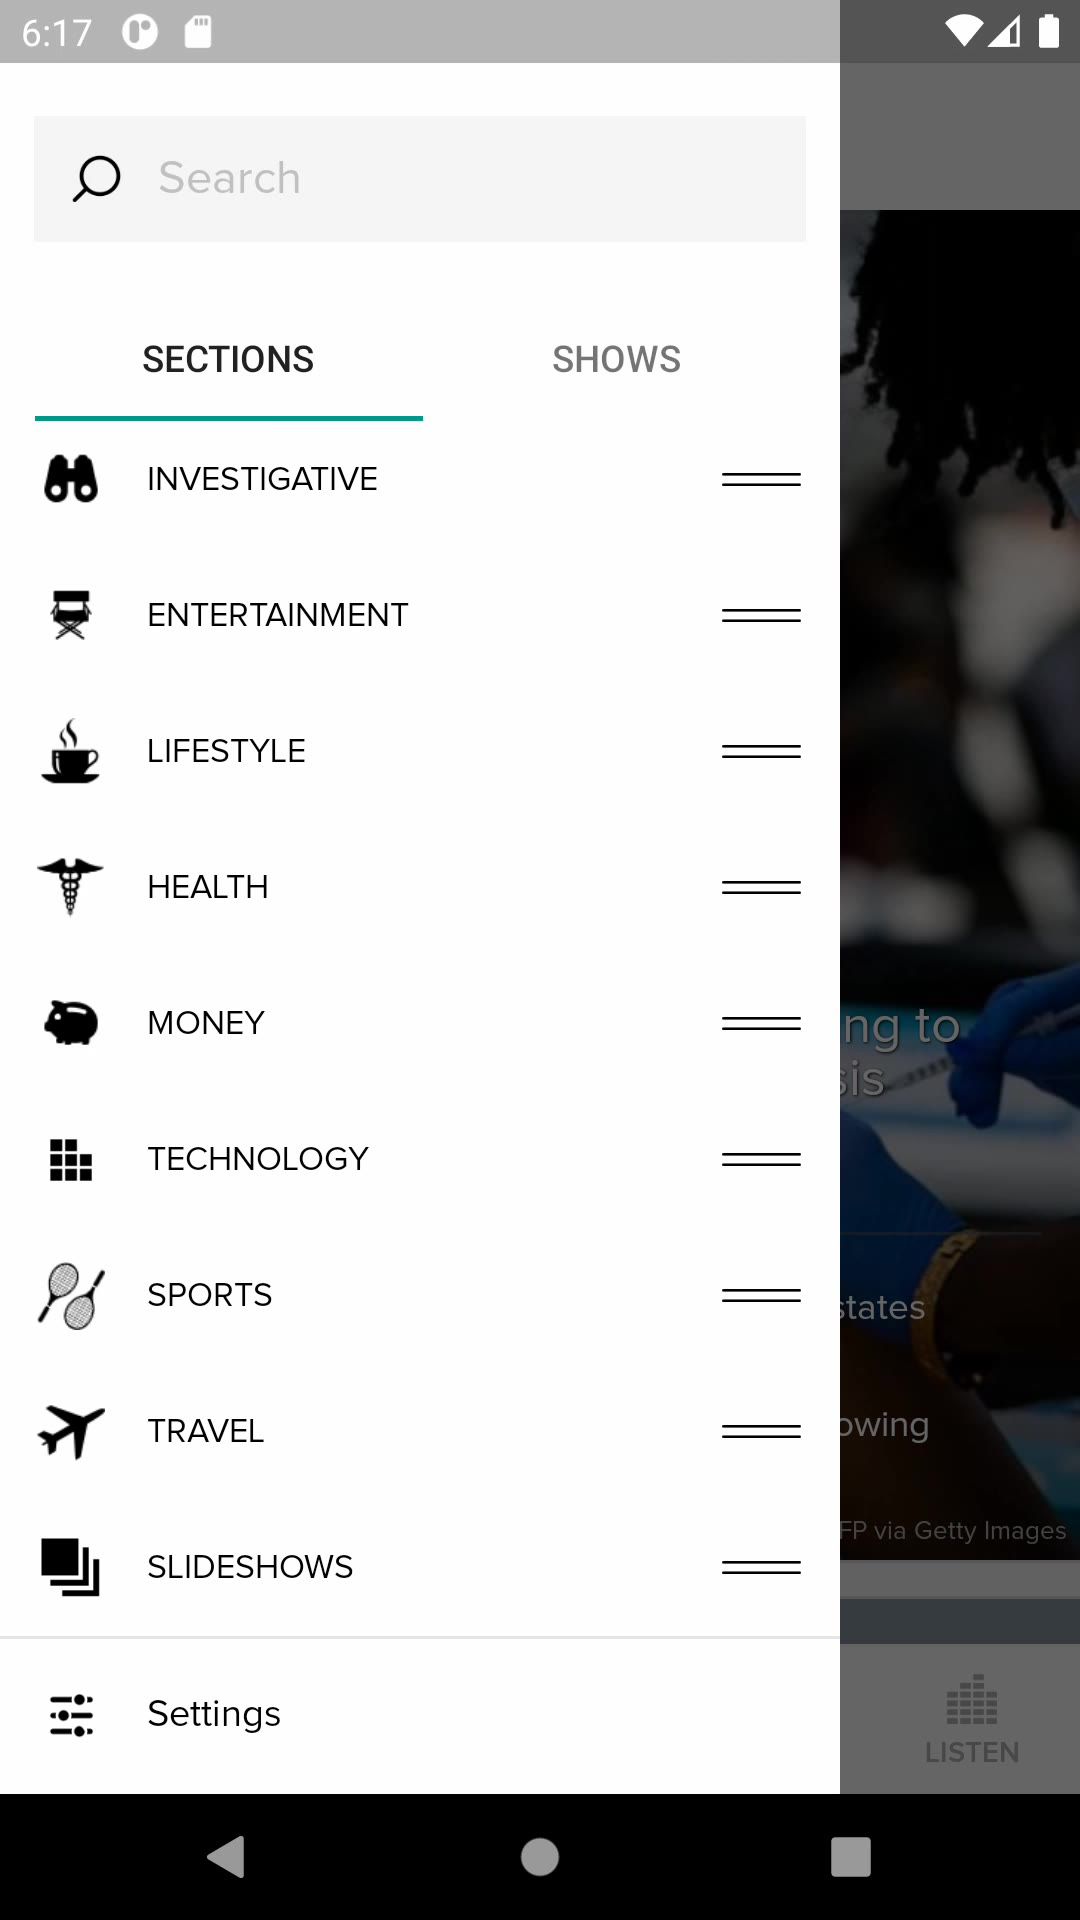 6:17
Search
SECTIONS
SHOWS
INVESTIGATIVE
ENTERTAINMENT
LIFESTYLE
HEALTH
MONEY
ng to
sis
TECHNOLOGY
SPORTS
states
TRAVEL
owing
FP via Getty Images
SLIDESHOWS
Settings
LISTEN